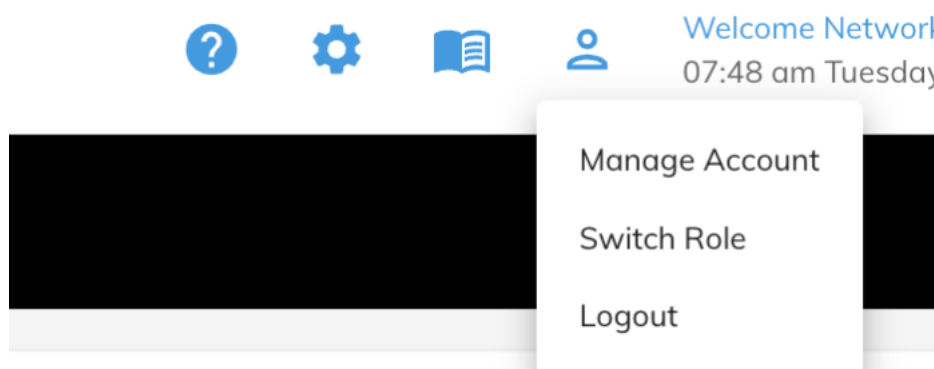 Welcome Network
07:48 am Tuesday
Manage Account
Switch Role
Logout